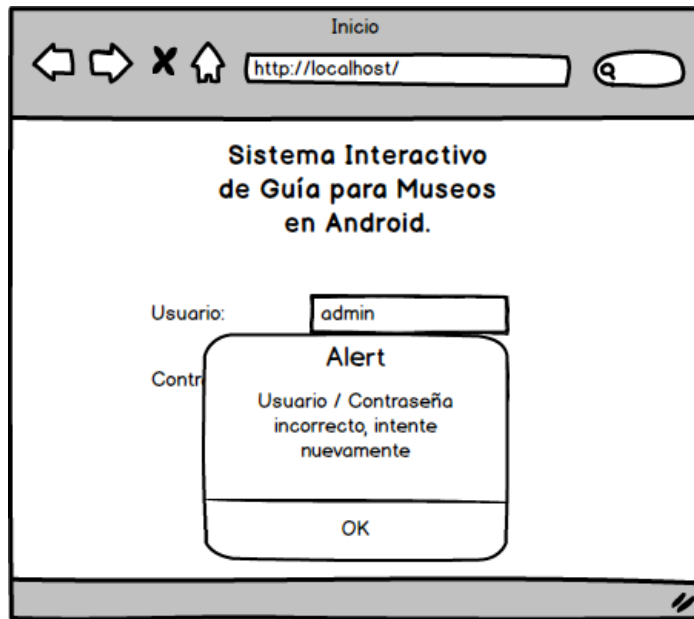 Inicio
http://localhost/
Sistema Interactivo
de Guía para Museos
en Android.
Usuario:
admin
Contr
Alert
Usuario / Contraseña
incorrecto, intente
nuevamente
OK